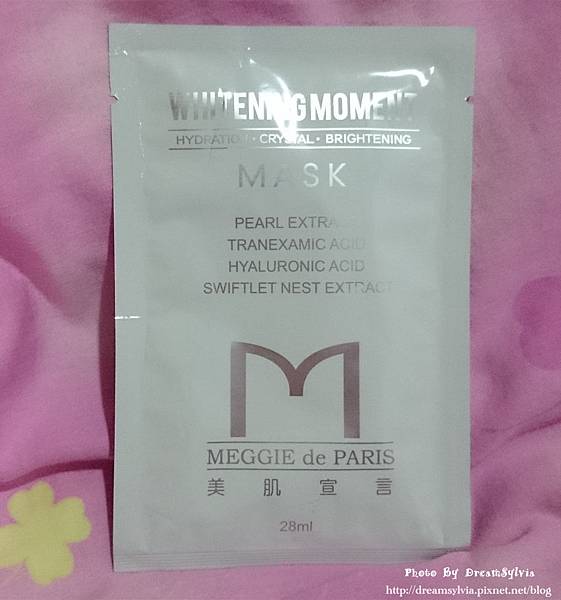 WHITENING MOMENT
HYDRATION · CRYSTAL · BRIGHTENING
MASK
PEARL EXTRACT
TRANEXAMIC ACID
HYALURONIC ACID
SWIFTLET NEST EXTRACT
M
MEGGIE de PARIS
美肌宣言
28ml
Photo By DreamSylvia
http://dreamsylvia.pixnet.net/blog